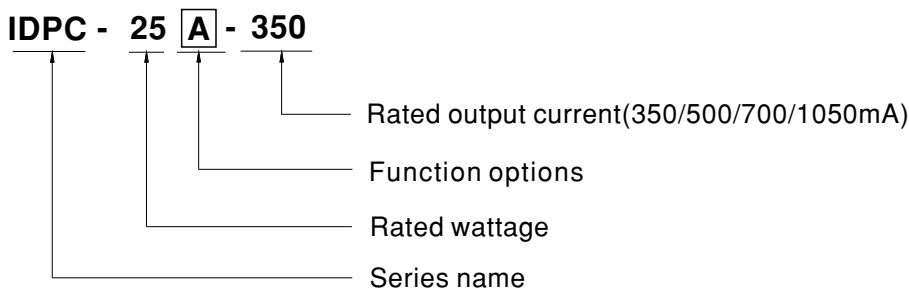 IDPC - 25 A - 350
Rated output current(350/500/700/1050mA)
Function options
Rated wattage
Series name